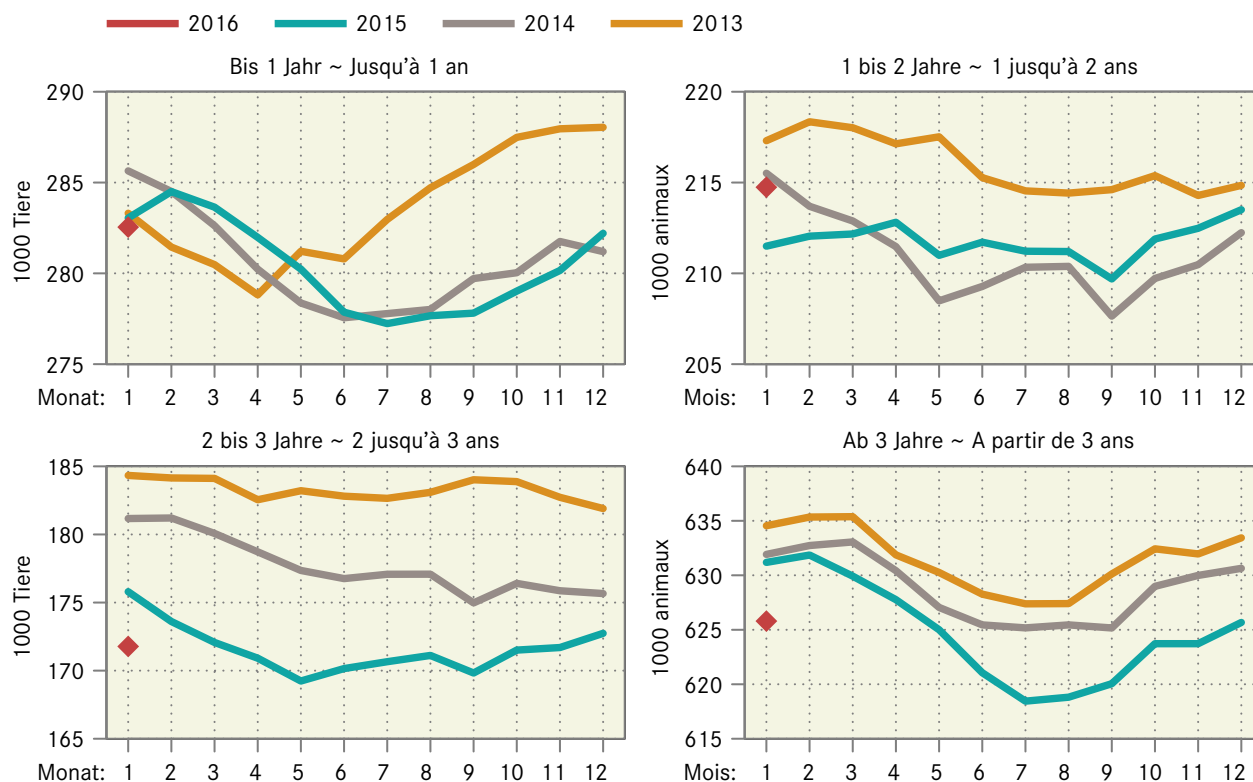 2016 2015 2014 2013
Bis 1 Jahr ~ Jusqu'à 1 an
1000 Tiere
290
285
280
275
Monat: 1 2 3 4 5 6 7 8 9 10 11 12
1 bis 2 Jahre ~ 1 jusqu'à 2 ans
1000 animaux
220
215
210
205
Mois: 1 2 3 4 5 6 7 8 9 10 11 12
2 bis 3 Jahre ~ 2 jusqu'à 3 ans
1000 Tiere
185
180
175
170
165
Monat: 1 2 3 4 5 6 7 8 9 10 11 12
Ab 3 Jahre ~ A partir de 3 ans
1000 animaux
640
635
630
625
620
615
Mois: 1 2 3 4 5 6 7 8 9 10 11 12